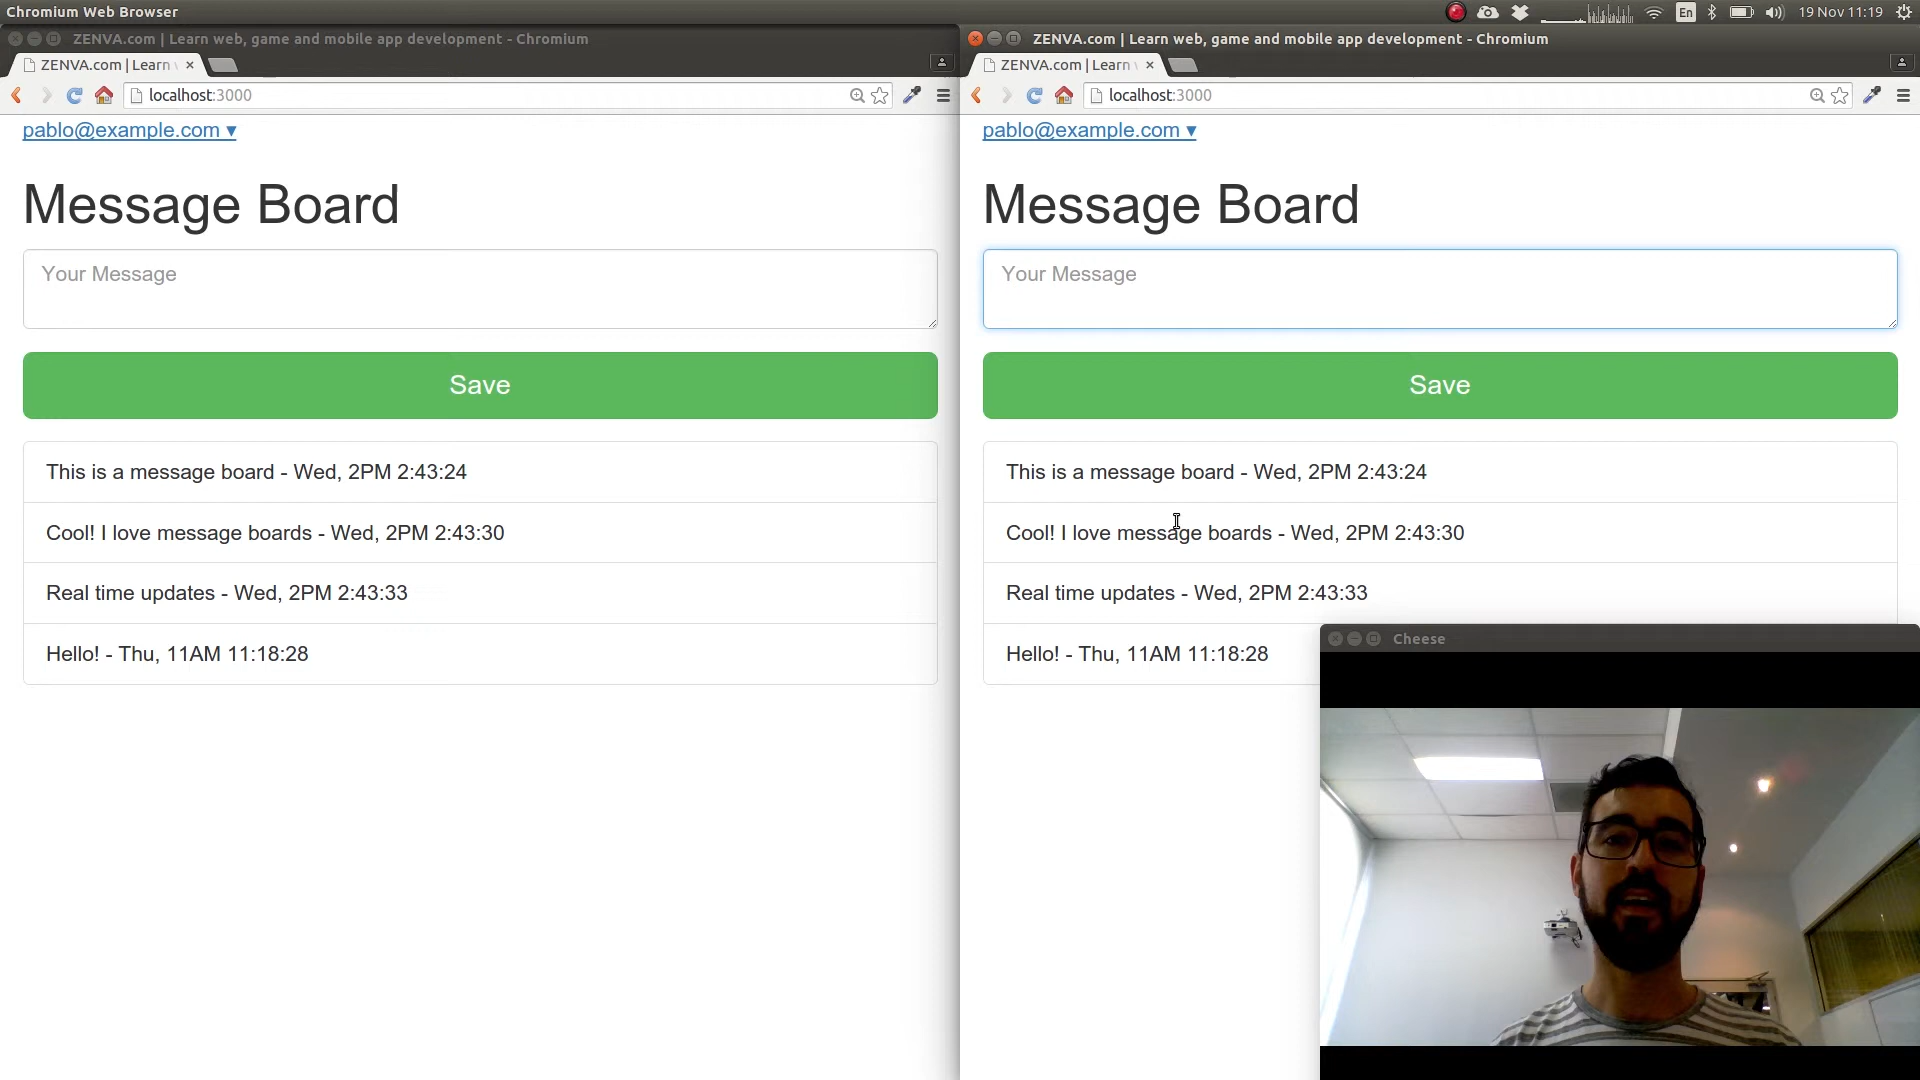 Chromium Web Browser
En
19 Nov 11:19
ZENVA.com | Learn web, game and mobile app development - Chromium
ZENVA.com | Learn
localhost:3000
pablo@example.com ▾
Message Board
Your Message
Save
This is a message board - Wed, 2PM 2:43:24
Cool! I love message boards - Wed, 2PM 2:43:30
Real time updates - Wed, 2PM 2:43:33
Hello! - Thu, 11AM 11:18:28
ZENVA.com | Learn web, game and mobile app development - Chromium
ZENVA.com | Learn
localhost:3000
pablo@example.com ▾
Message Board
Your Message
Save
This is a message board - Wed, 2PM 2:43:24
Cool! I love message boards - Wed, 2PM 2:43:30
Real time updates - Wed, 2PM 2:43:33
Hello! - Thu, 11AM 11:18:28
Cheese